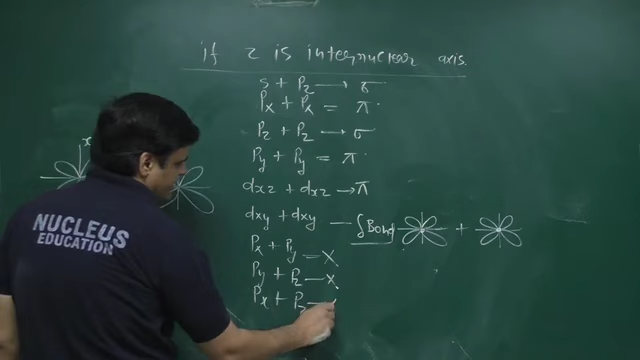 if z is internuclear axis.
s + Pz → σ
Px + Px = π
Pz + Pz → σ
Py + Py = π
dxz + dxz → π
dxy + dxy — δ Bond +
Px + Py = X
Py + Pz — X
Px + Pz —
x
NUCLEUS
EDUCATION